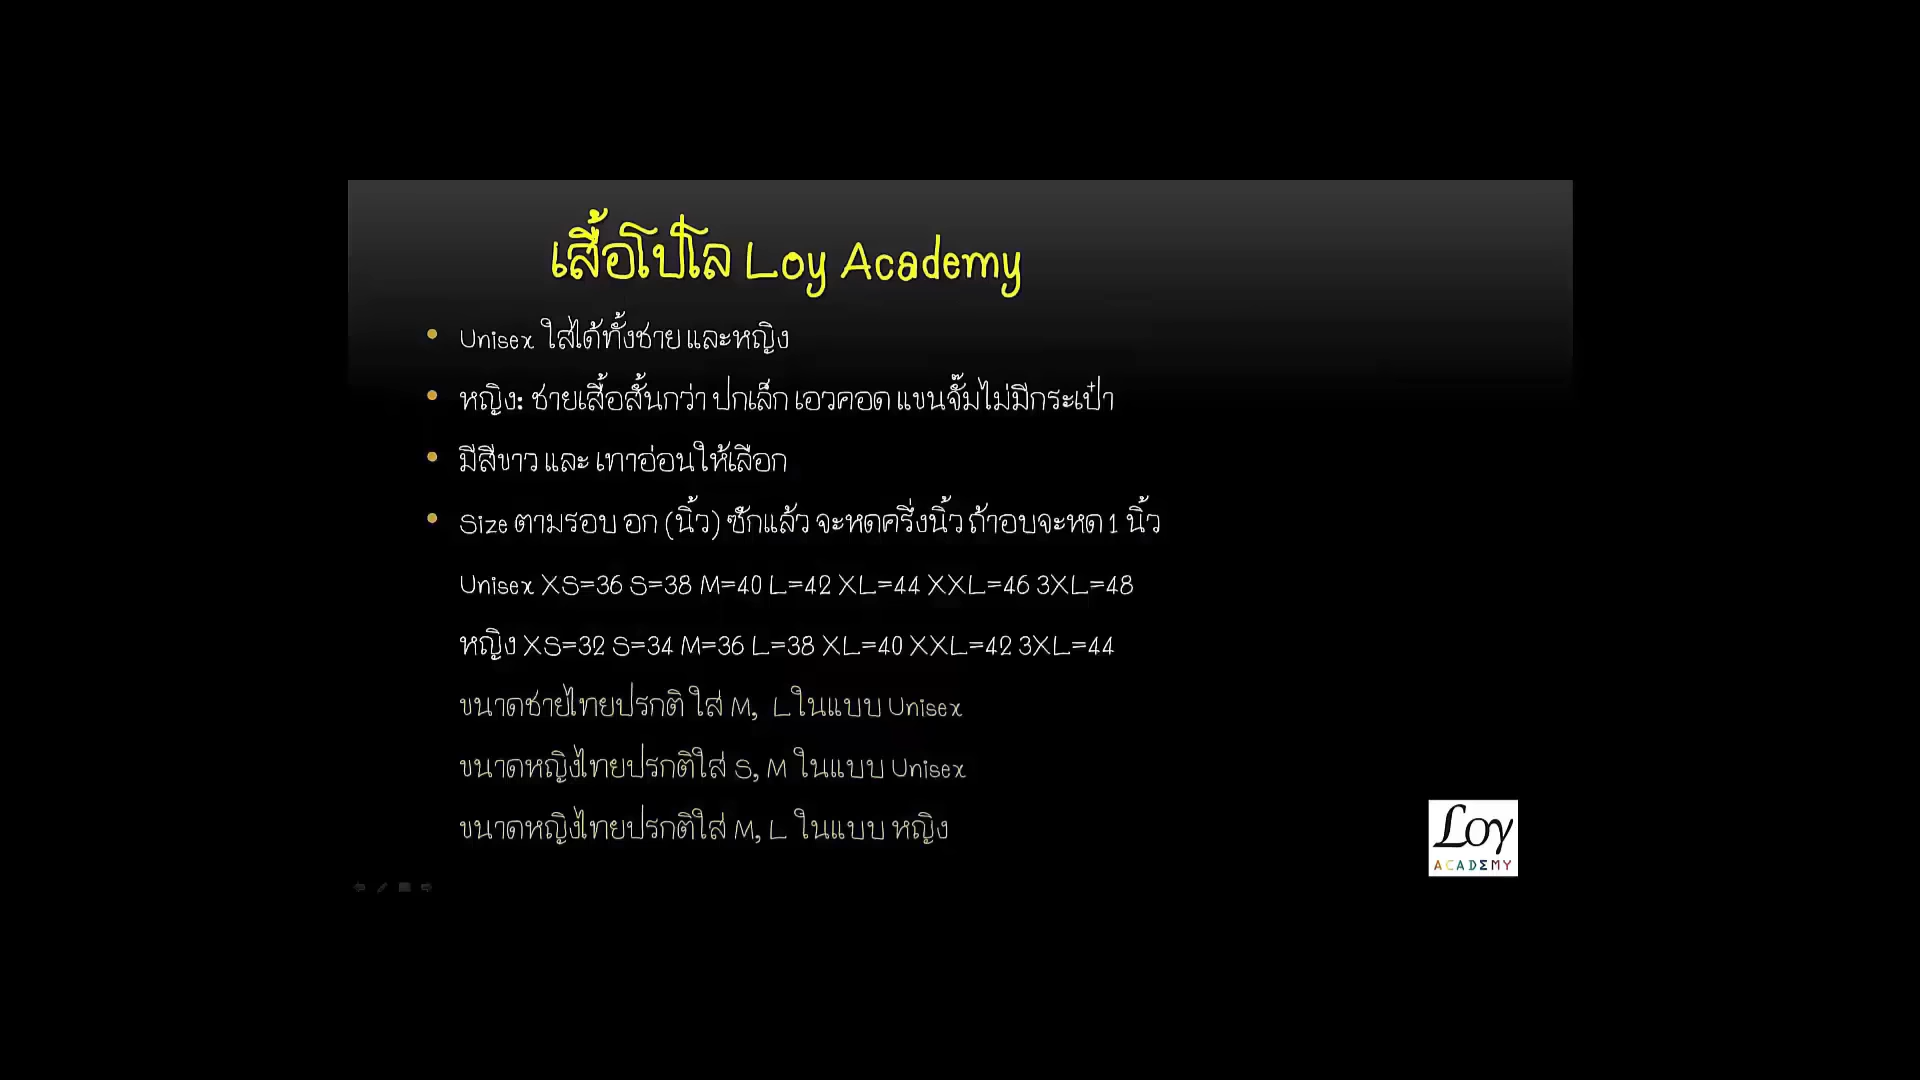 เสื้อโปโล Loy Academy
• Unisex ใส่ได้ทั้งชาย และหญิง
• หญิง: ชายเสื้อสั้นกว่า ปกเล็ก เอวคอด แขนจั๊มไม่มีกระเป๋า
• มีสีขาว และ เทาอ่อนให้เลือก
• Size ตามรอบ อก (นิ้ว) ซักแล้ว จะหดครึ่งนิ้ว ถ้าอบจะหด 1 นิ้ว
Unisex XS=36 S=38 M=40 L=42 XL=44 XXL=46 3XL=48
หญิง XS=32 S=34 M=36 L=38 XL=40 XXL=42 3XL=44
ขนาดชายไทยปรกติ ใส่ M, L ในแบบ Unisex
ขนาดหญิงไทยปรกติใส่ S, M ในแบบ Unisex
ขนาดหญิงไทยปรกติใส่ M, L ในแบบ หญิง
Loy
ACADEMY